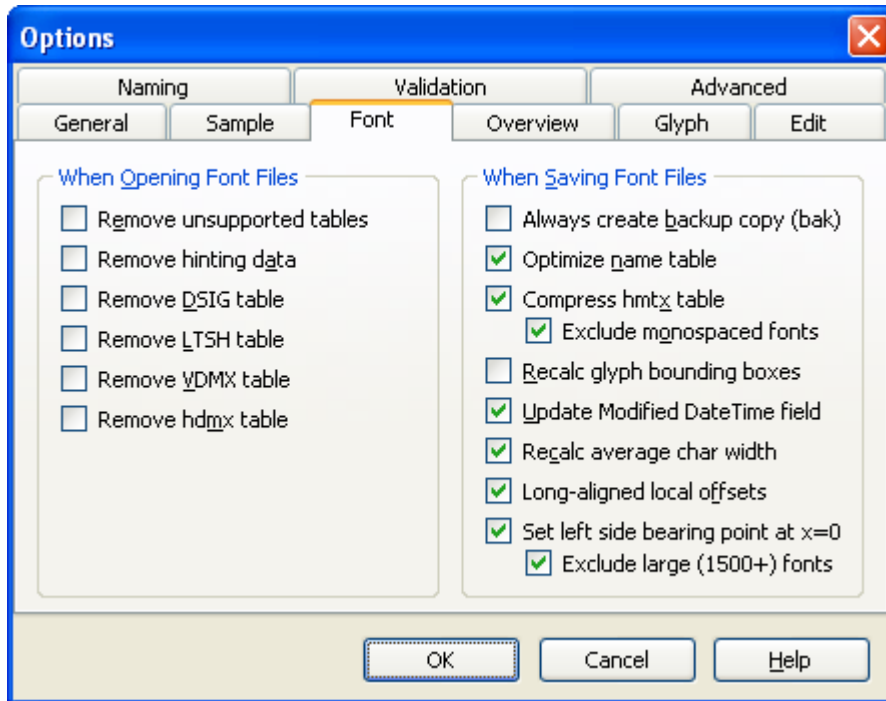 Options
Naming Validation Advanced
General Sample Font Overview Glyph Edit
When Opening Font Files
Remove unsupported tables
Remove hinting data
Remove DSIG table
Remove LTSH table
Remove VDMX table
Remove hdmx table
When Saving Font Files
Always create backup copy (bak)
Optimize name table
Compress hmtx table
Exclude monospaced fonts
Recalc glyph bounding boxes
Update Modified DateTime field
Recalc average char width
Long-aligned local offsets
Set left side bearing point at x=0
Exclude large (1500+) fonts
OK Cancel Help